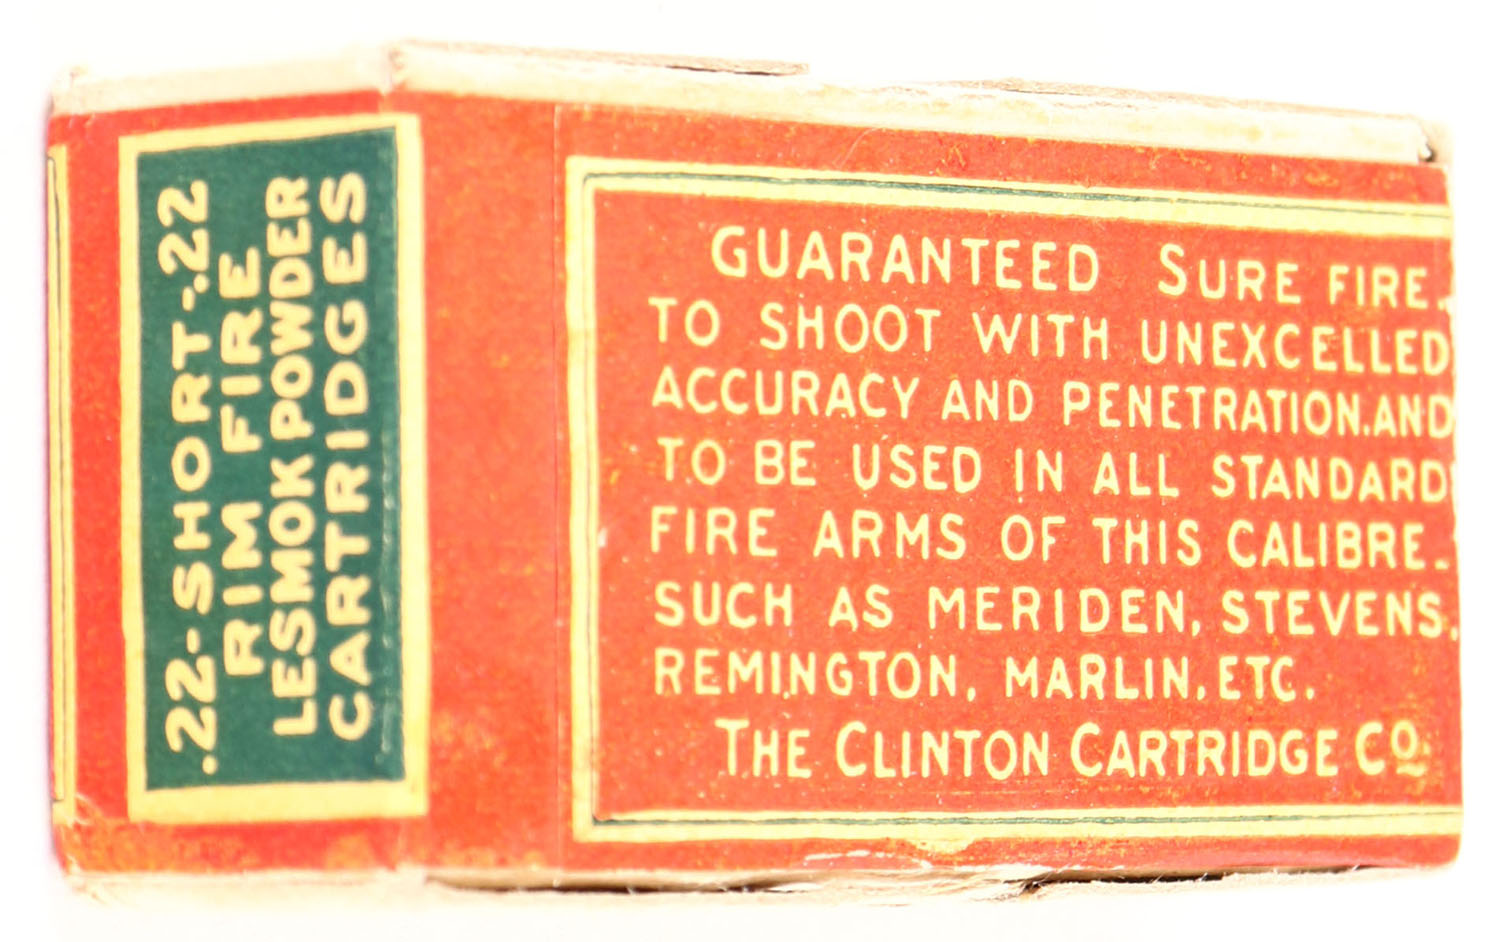 .22-SHORT-.22
RIM FIRE
LESMOK POWDER
CARTRIDGES
GUARANTEED SURE FIRE.
TO SHOOT WITH UNEXCELLED
ACCURACY AND PENETRATION.AND
TO BE USED IN ALL STANDARD
FIRE ARMS OF THIS CALIBRE.
SUCH AS MERIDEN, STEVENS,
REMINGTON, MARLIN, ETC.
THE CLINTON CARTRIDGE CO.